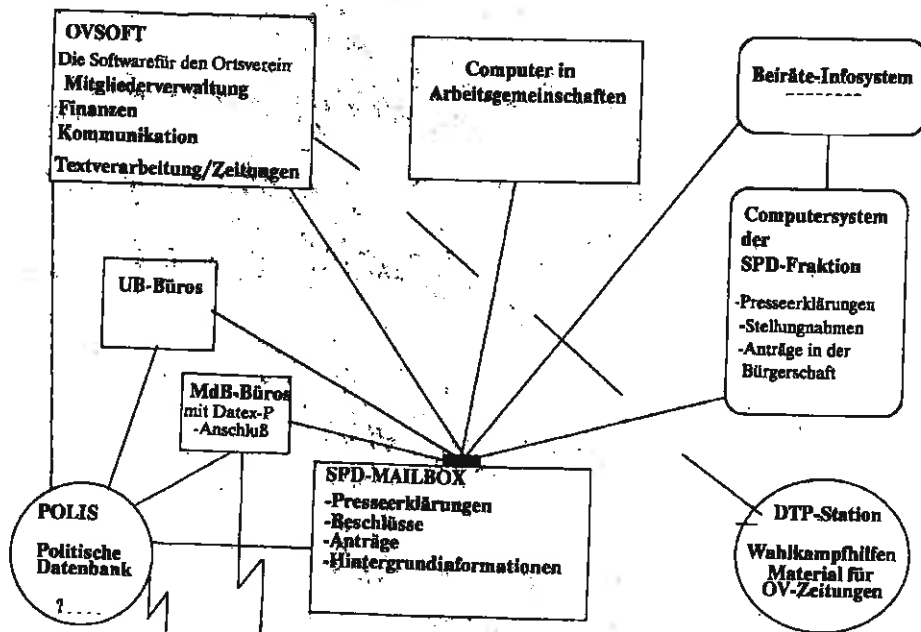 OVSOFT
Die Softwarefür den Ortsverein
Mitgliederverwaltung
Finanzen
Kommunikation
Textverarbeitung/Zeitungen
Computer in
Arbeitsgemeinschaften
Beiräte-Infosystem
Computersystem
der
SPD-Fraktion
-Presseerklärungen
-Stellungnahmen
-Anträge in der
Bürgerschaft
UB-Büros
MdB-Büros
mit Datex-P
-Anschluß
SPD-MAILBOX
-Presseerklärungen
-Beschlüsse
-Anträge
-Hintergrundinformationen
POLIS
Politische
Datenbank
?.....
DTP-Station
Wahlkampfhilfen
Material für
OV-Zeitungen